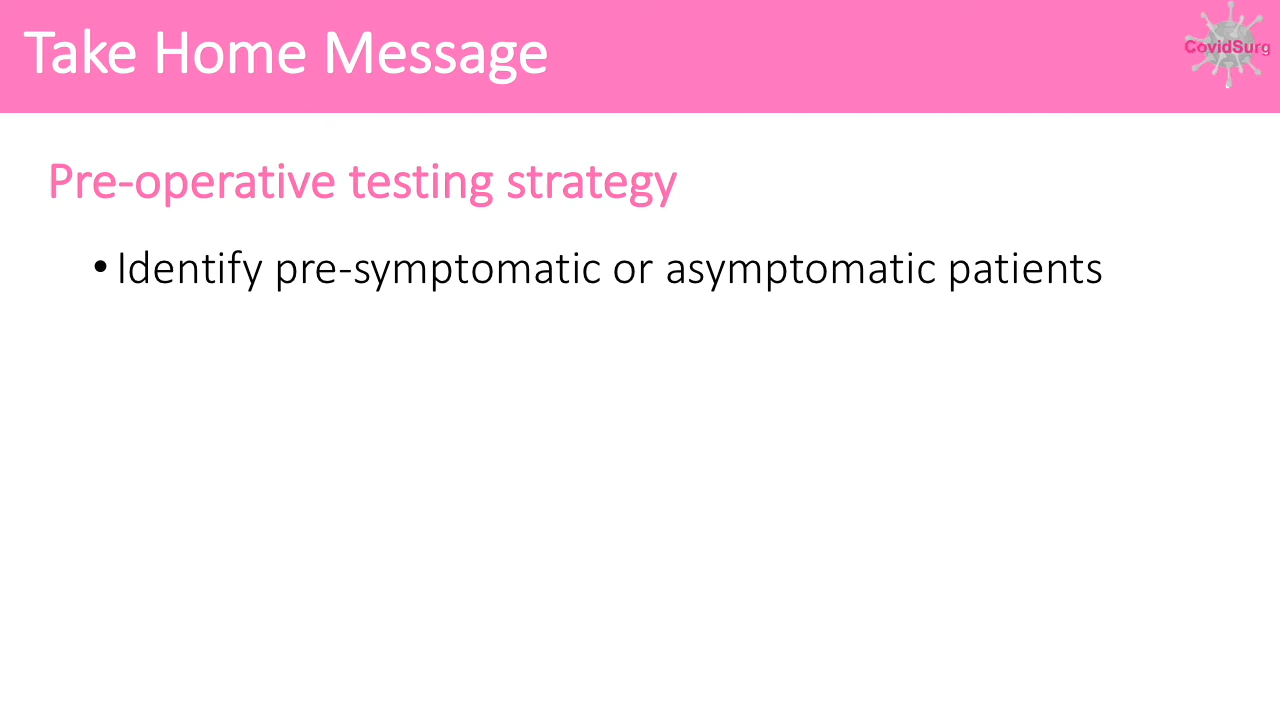 Take Home Message
CovidSurg
Pre-operative testing strategy
• Identify pre-symptomatic or asymptomatic patients